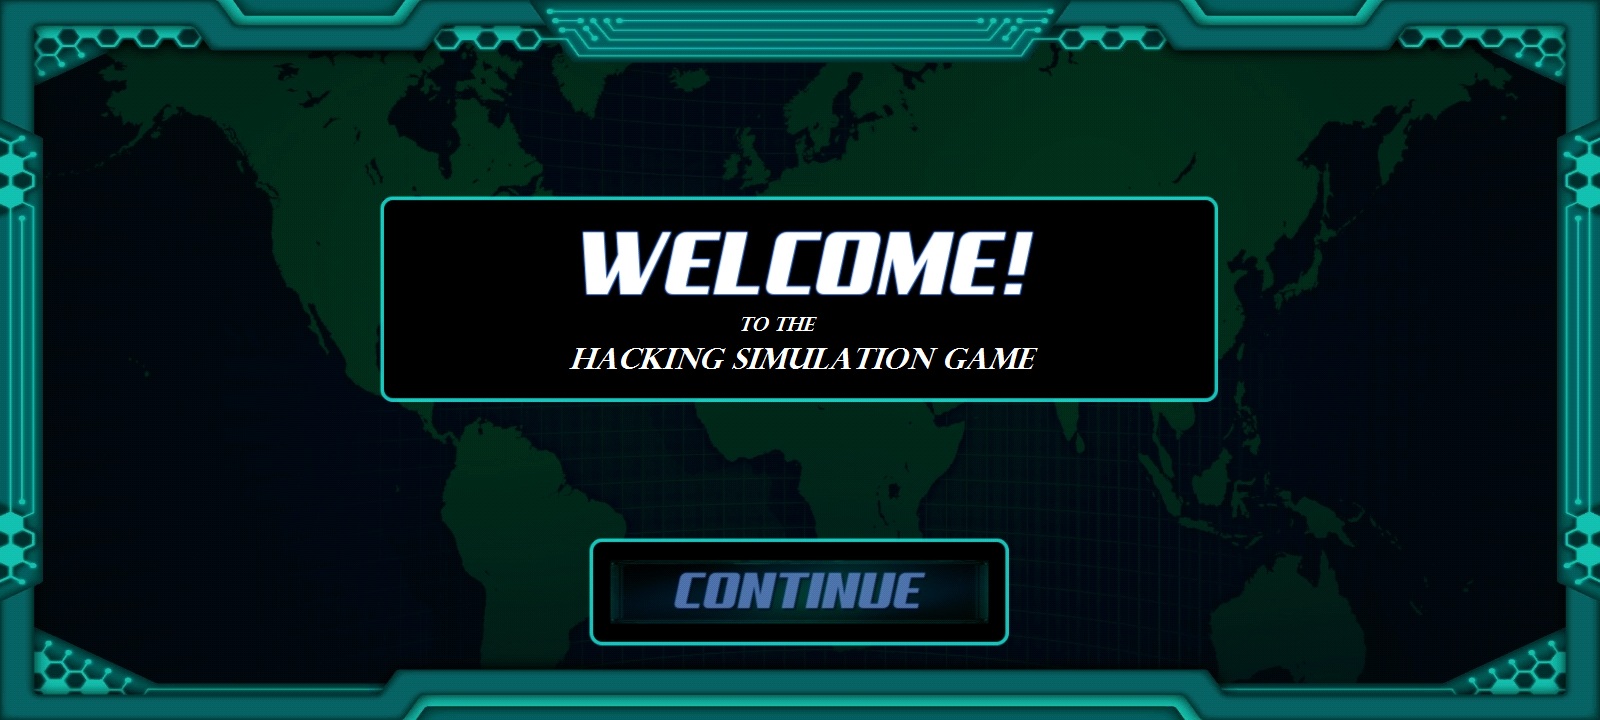 WELCOME!
TO THE
HACKING SIMULATION GAME
CONTINUE